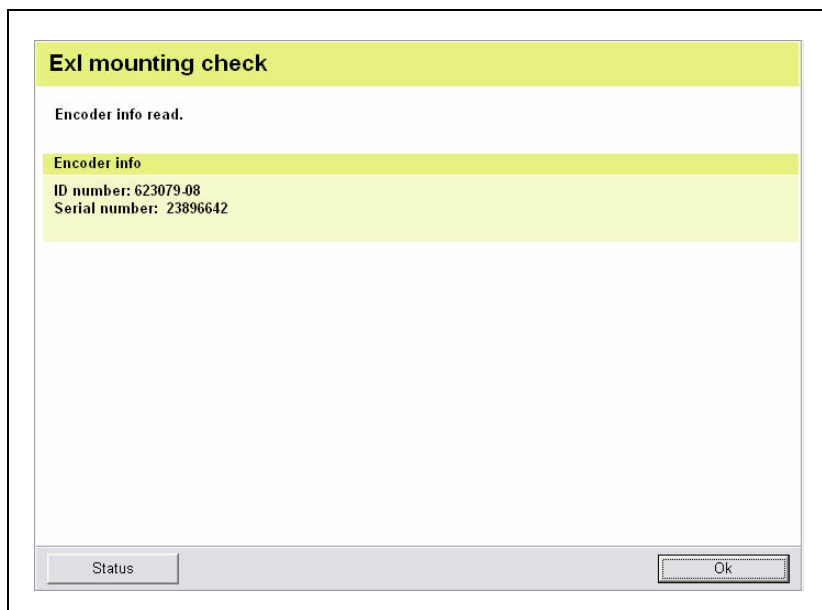 ExI mounting check
Encoder info read.
Encoder info
ID number: 623079-08
Serial number: 23896642
Status
Ok